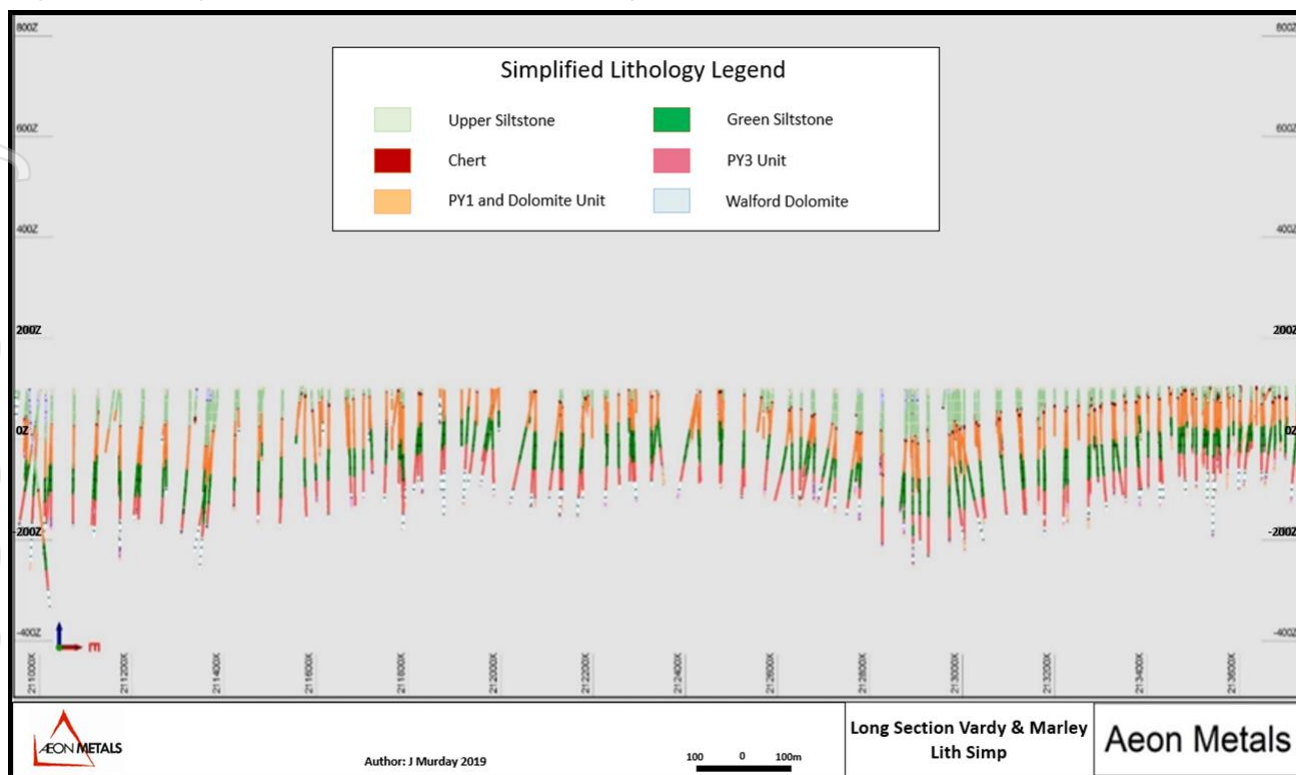 800Z 800Z
Simplified Lithology Legend
Upper Siltstone Green Siltstone
600Z 600Z
Chert PY3 Unit
PY1 and Dolomite Unit Walford Dolomite
400Z 400Z
200Z 200Z
0Z 0Z
-200Z -200Z
-400Z -400Z
E
211000X 211200X 211400X 211600X 211800X 212000X 212200X 212400X 212600X 212800X 213000X 213200X 213400X 213600X
Long Section Vardy & Marley
Lith Simp
Aeon Metals
ÆON METALS
Author: J Murday 2019
100 0 100m